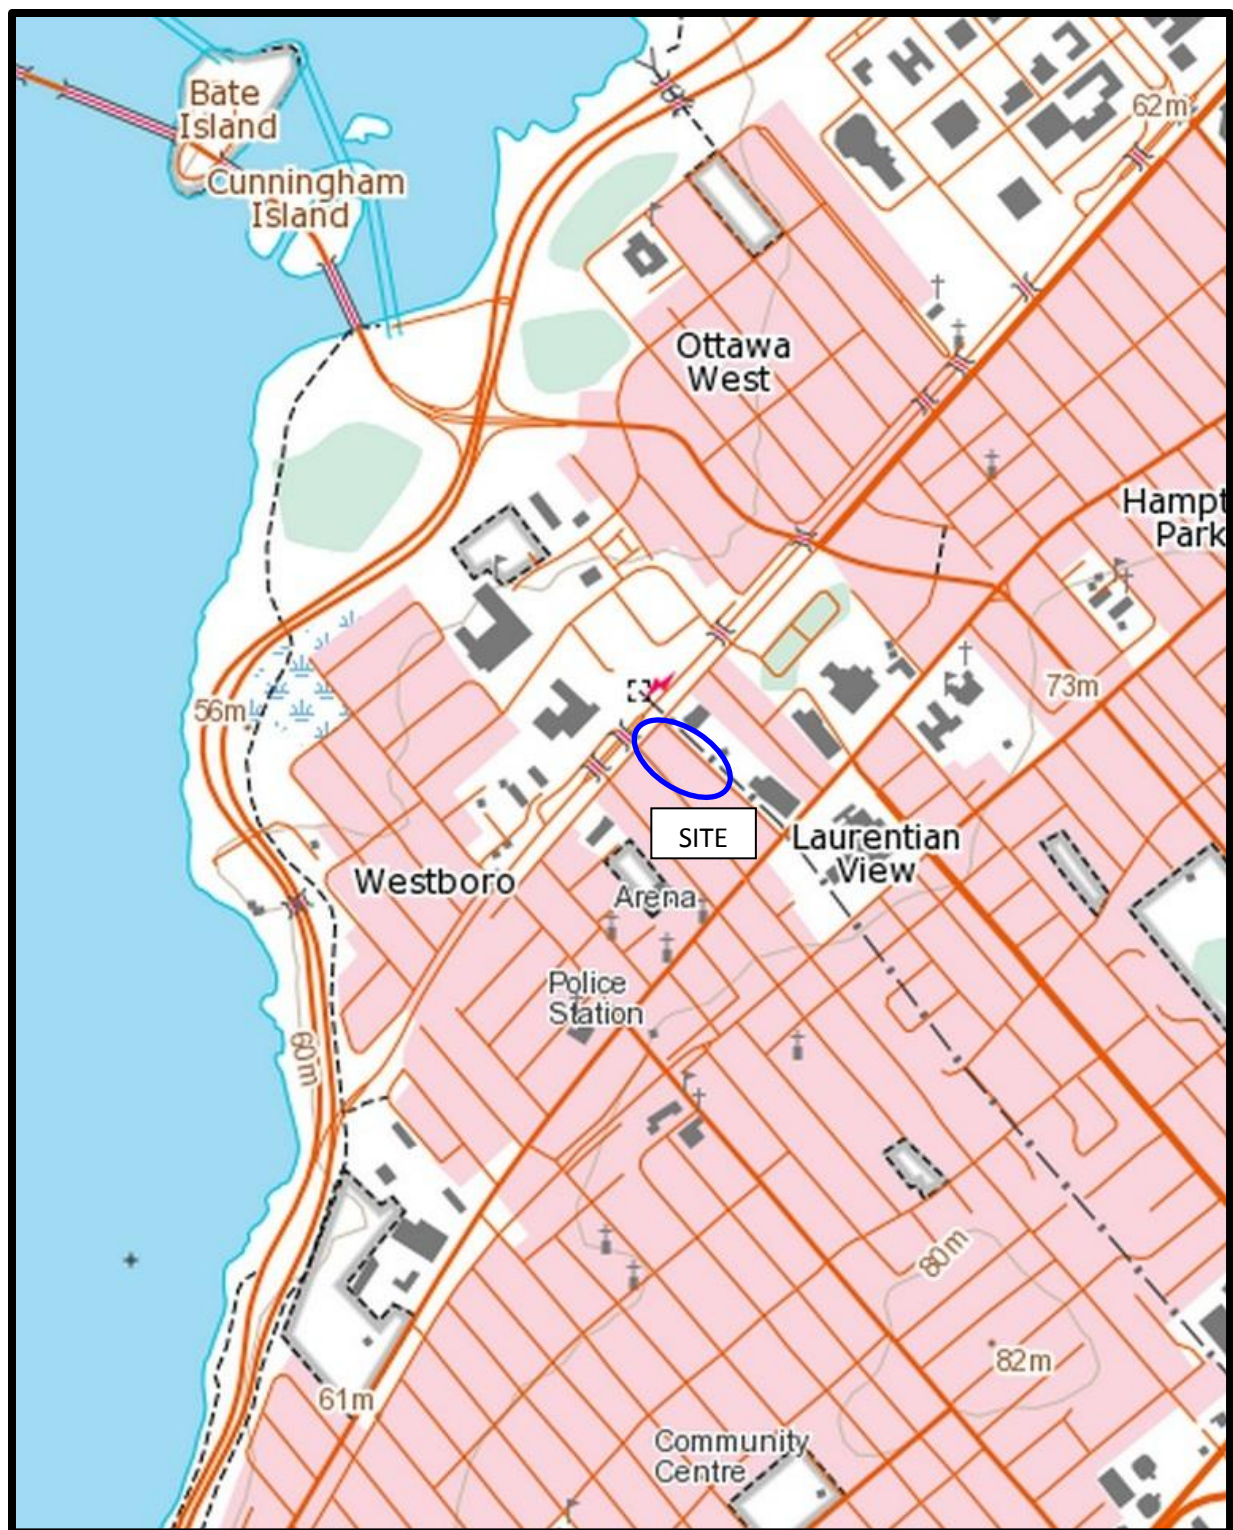 Bate
Island
62m
Cunningham
Island
Ottawa
West
Hampt
Park
73m
56m
SITE
Laurentian
View
Westboro
Arena
Police
Station
60m
80m
82m
61m
Community
Centre